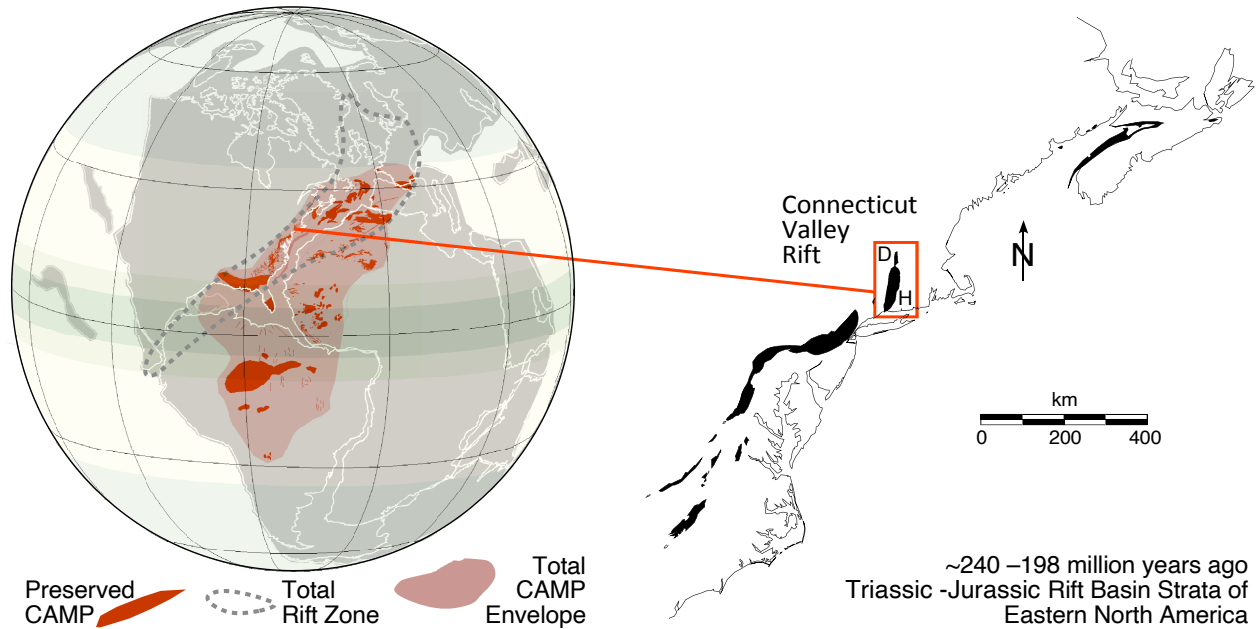 Connecticut
Valley
Rift
D
H
N
km
0 200 400
Preserved
CAMP
Total
Rift Zone
Total
CAMP
Envelope
~240 –198 million years ago
Triassic -Jurassic Rift Basin Strata of
Eastern North America